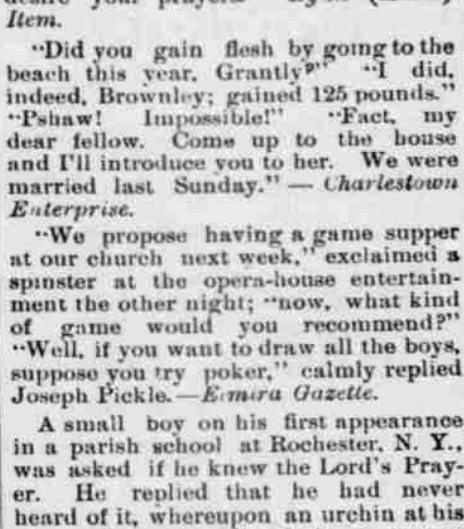 Item.
"Did you gain flesh by going to the
beach this year, Grantly?" "I did,
indeed, Brownley; gained 125 pounds."
"Pshaw! Impossible!" "Fact, my
dear fellow. Come up to the house
and I'll introduce you to her. We were
married last Sunday." — Charlestown
Enterprise.
"We propose having a game supper
at our church next week," exclaimed a
spinster at the opera-house entertain-
ment the other night; "now, what kind
of game would you recommend?"
"Well, if you want to draw all the boys,
suppose you try poker," calmly replied
Joseph Pickle.—Elmira Gazette.
A small boy on his first appearance
in a parish school at Rochester, N. Y.,
was asked if he knew the Lord's Pray-
er. He replied that he had never
heard of it, whereupon an urchin at his